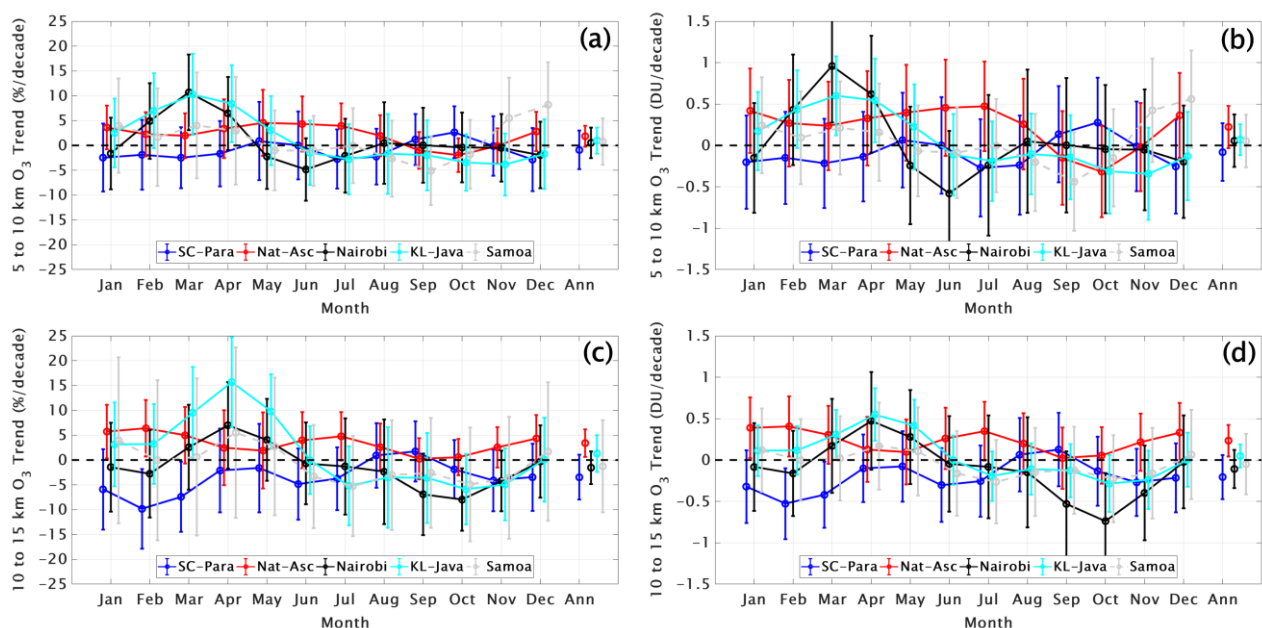 (a)
5 to 10 km O3 Trend (%/decade)
25
20
15
10
5
0
-5
-10
-15
-20
-25
SC-Para Nat-Asc Nairobi KL-Java Samoa
Jan Feb Mar Apr May Jun Jul Aug Sep Oct Nov Dec Ann
Month
(b)
5 to 10 km O3 Trend (DU/decade)
1.5
1
0.5
0
-0.5
-1
-1.5
SC-Para Nat-Asc Nairobi KL-Java Samoa
Jan Feb Mar Apr May Jun Jul Aug Sep Oct Nov Dec Ann
Month
(c)
10 to 15 km O3 Trend (%/decade)
25
20
15
10
5
0
-5
-10
-15
-20
-25
SC-Para Nat-Asc Nairobi KL-Java Samoa
Jan Feb Mar Apr May Jun Jul Aug Sep Oct Nov Dec Ann
Month
(d)
10 to 15 km O3 Trend (DU/decade)
1.5
1
0.5
0
-0.5
-1
-1.5
SC-Para Nat-Asc Nairobi KL-Java Samoa
Jan Feb Mar Apr May Jun Jul Aug Sep Oct Nov Dec Ann
Month